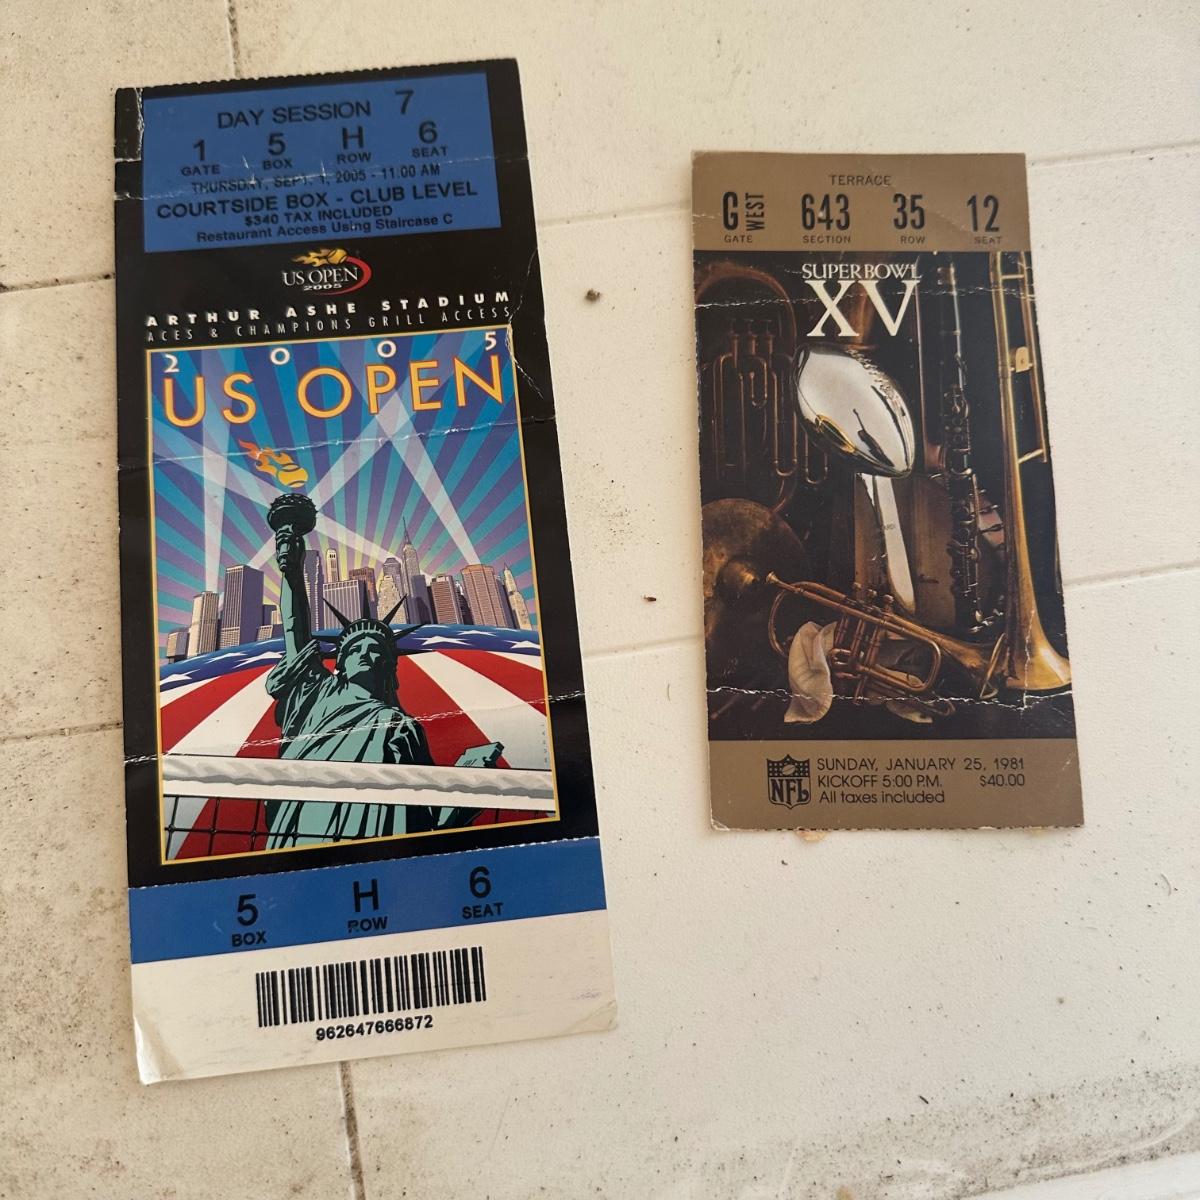 DAY SESSION 7
1 5 H 6
GATE BOX ROW SEAT
THURSDAY, SEPT. 1, 2005 - 11:00 AM
COURTSIDE BOX - CLUB LEVEL
$340 TAX INCLUDED
Restaurant Access Using Staircase C
US OPEN
2005
ARTHUR ASHE STADIUM
ACES & CHAMPIONS GRILL ACCESS
2005
US OPEN
5 H 6
BOX ROW SEAT
962647666872
TERRACE
G WEST 643 35 12
GATE SECTION ROW SEAT
SUPER BOWL
XV
NFL
SUNDAY, JANUARY 25, 1981
KICKOFF 5:00 P.M. $40.00
All taxes included